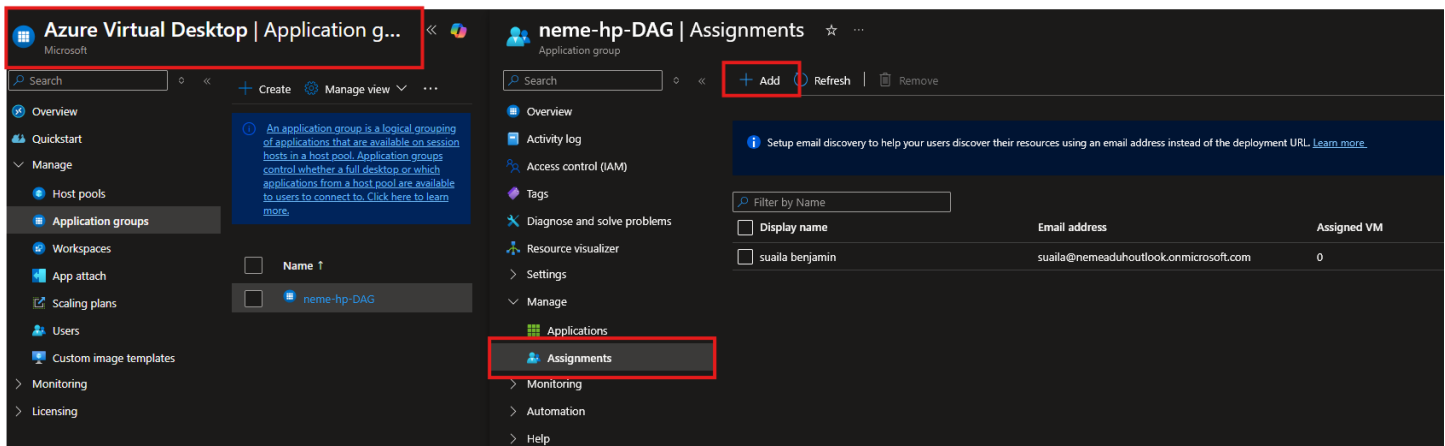 Azure Virtual Desktop | Application g...
Microsoft
Search
Overview
Quickstart
Manage
Host pools
Application groups
Workspaces
App attach
Scaling plans
Users
Custom image templates
Monitoring
Licensing
Create
Manage view
An application group is a logical grouping
of applications that are available on session
hosts in a host pool. Application groups
control whether a full desktop or which
applications from a host pool are available
to users to connect to. Click here to learn
more.
Name ↑
neme-hp-DAG
neme-hp-DAG | Assignments
Application group
Search
Overview
Activity log
Access control (IAM)
Tags
Diagnose and solve problems
Resource visualizer
Settings
Manage
Applications
Assignments
Monitoring
Automation
Help
Add Refresh | Remove
Setup email discovery to help your users discover their resources using an email address instead of the deployment URL. Learn more
Filter by Name
Display name Email address Assigned VM
suaila benjamin suaila@nemeaduhoutlook.onmicrosoft.com 0